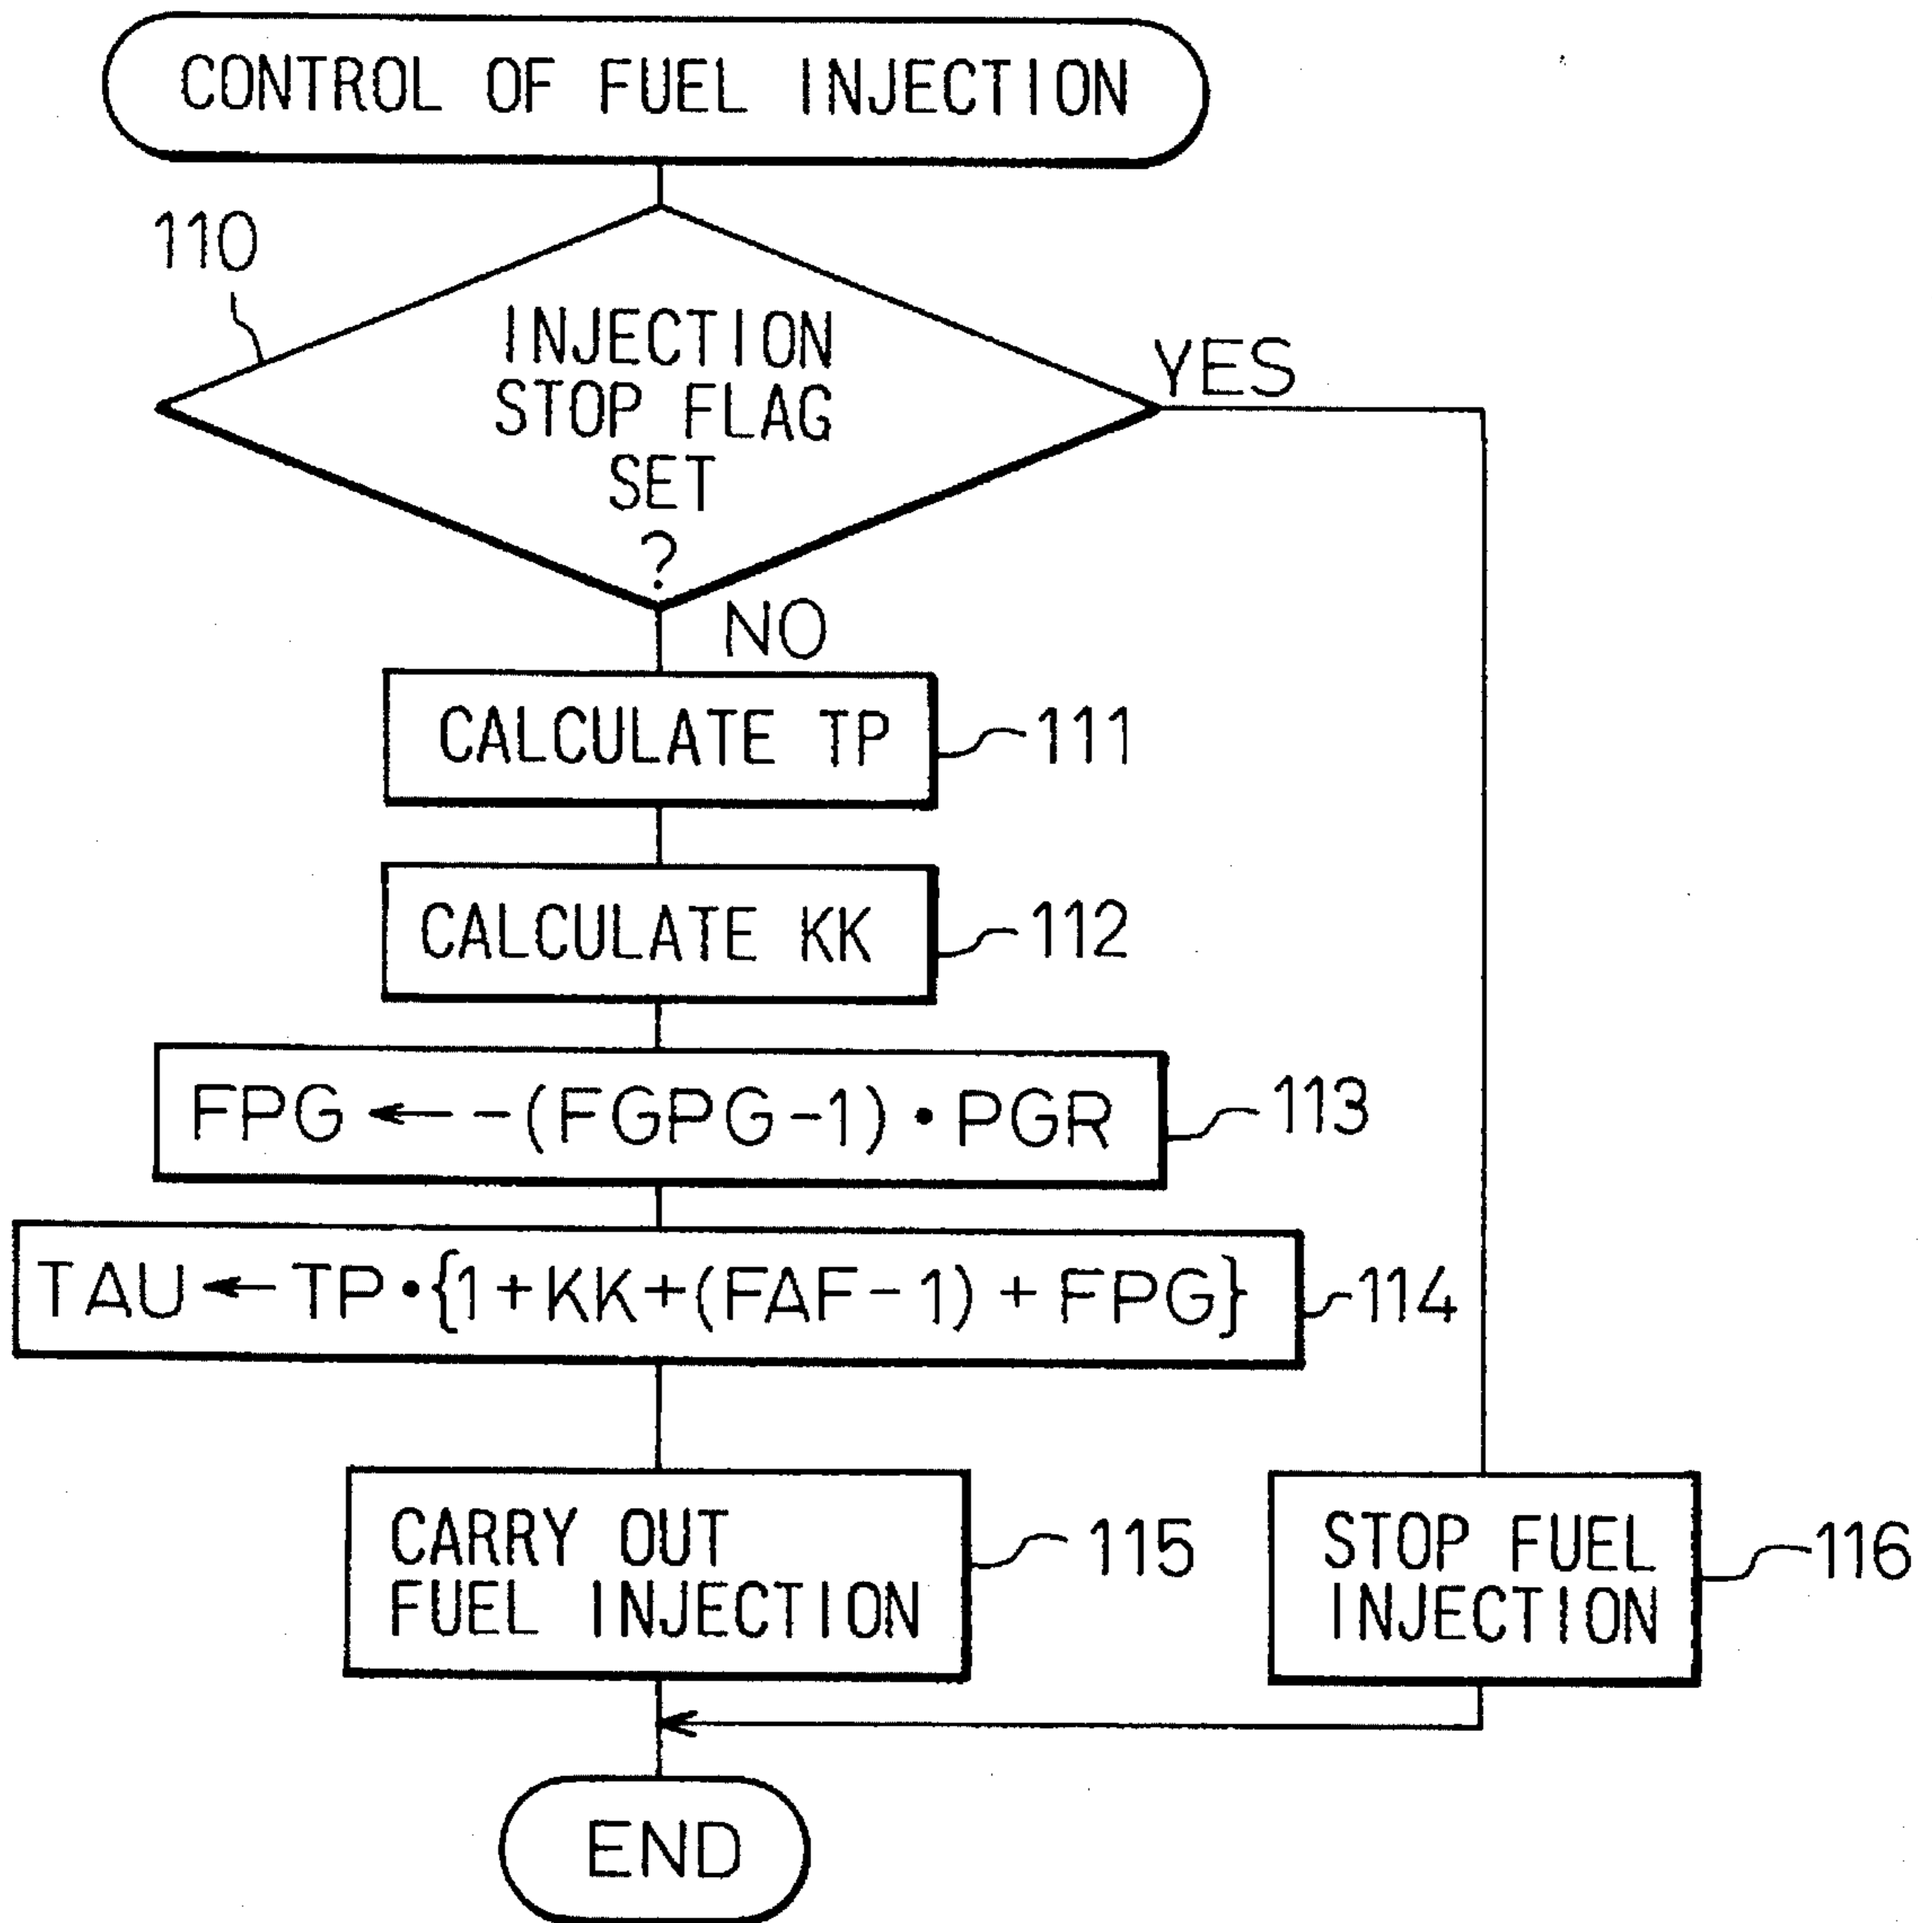 CONTROL OF FUEL INJECTION
110
INJECTION
STOP FLAG
SET
?
YES
NO
CALCULATE TP
111
CALCULATE KK
112
FPG ← -(FGPG-1)•PGR
113
TAU ← TP•{1+KK+(FAF-1)+FPG}
114
CARRY OUT
FUEL INJECTION
115
STOP FUEL
INJECTION
116
END